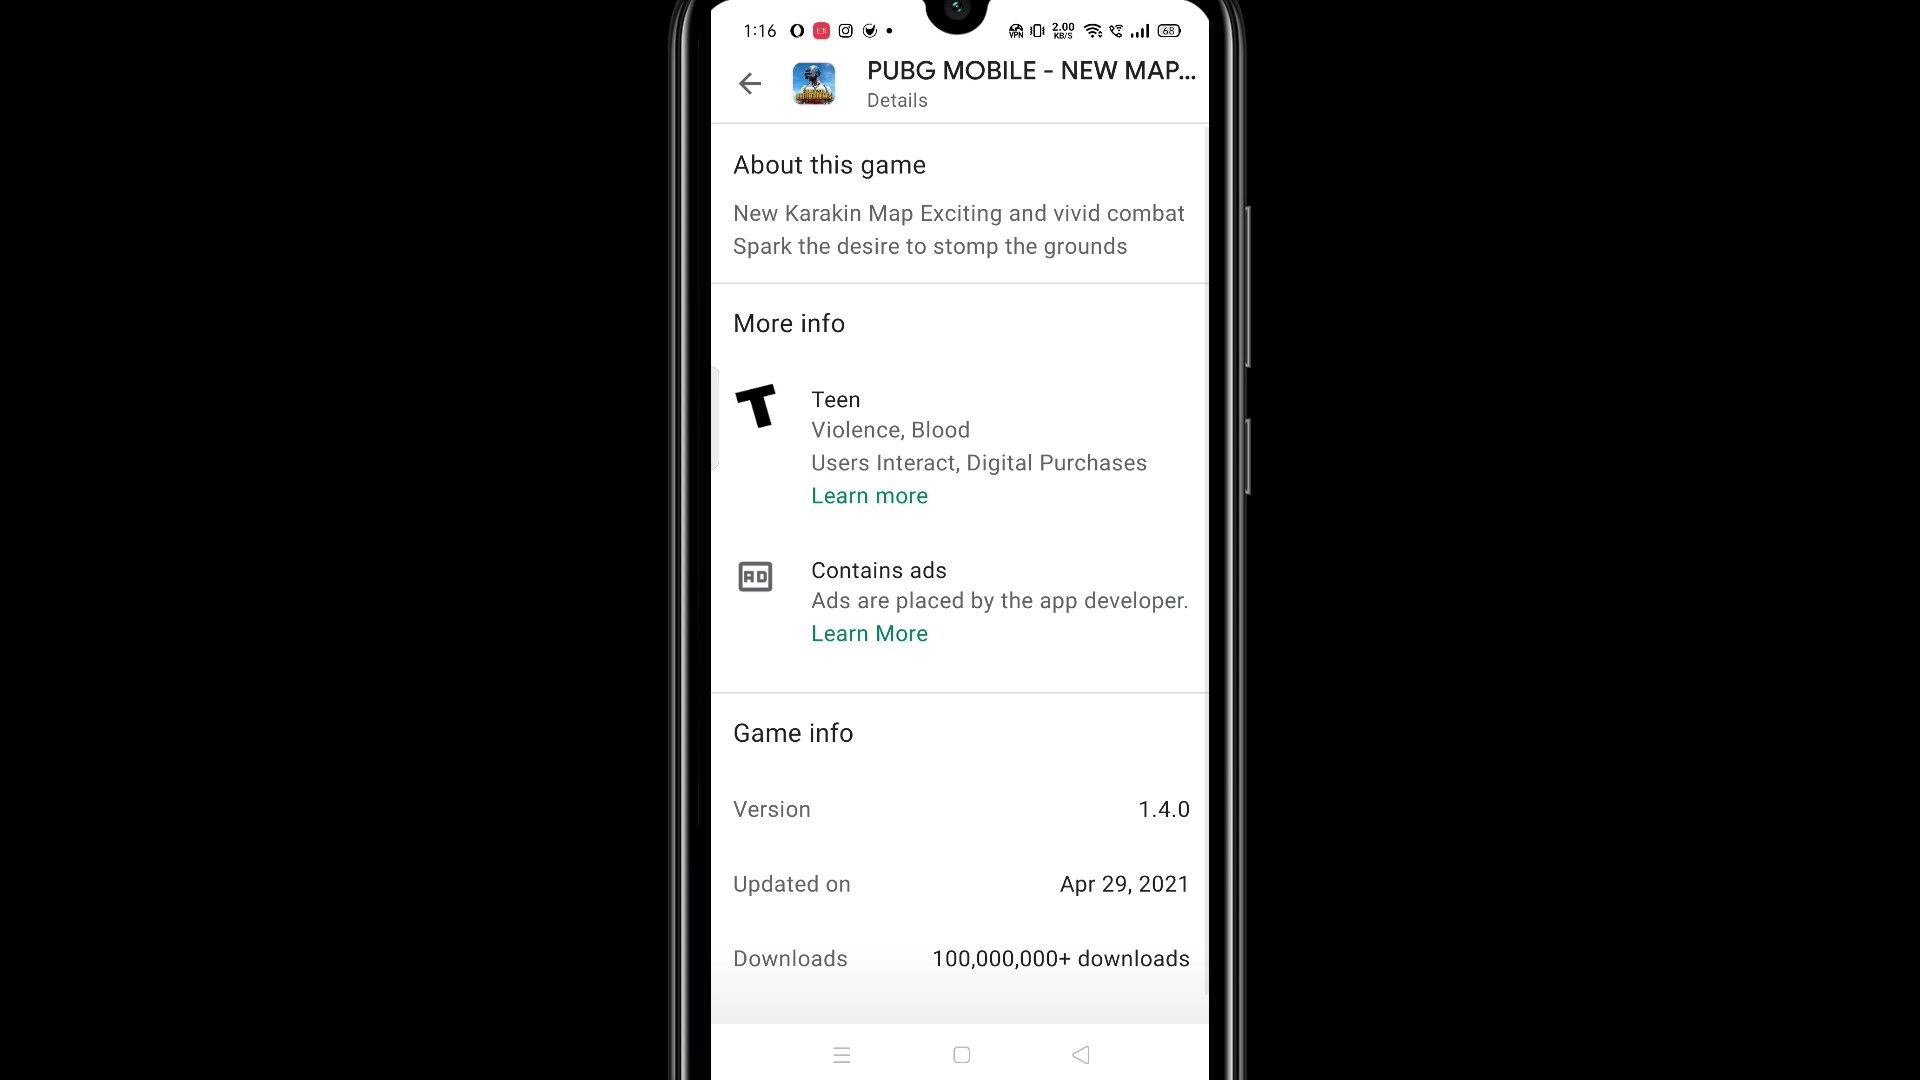 1:16
VPN 2.00 KB/S 68
PUBG MOBILE - NEW MAP...
Details
About this game
New Karakin Map Exciting and vivid combat
Spark the desire to stomp the grounds
More info
T Teen
Violence, Blood
Users Interact, Digital Purchases
Learn more
AD Contains ads
Ads are placed by the app developer.
Learn More
Game info
Version 1.4.0
Updated on Apr 29, 2021
Downloads 100,000,000+ downloads